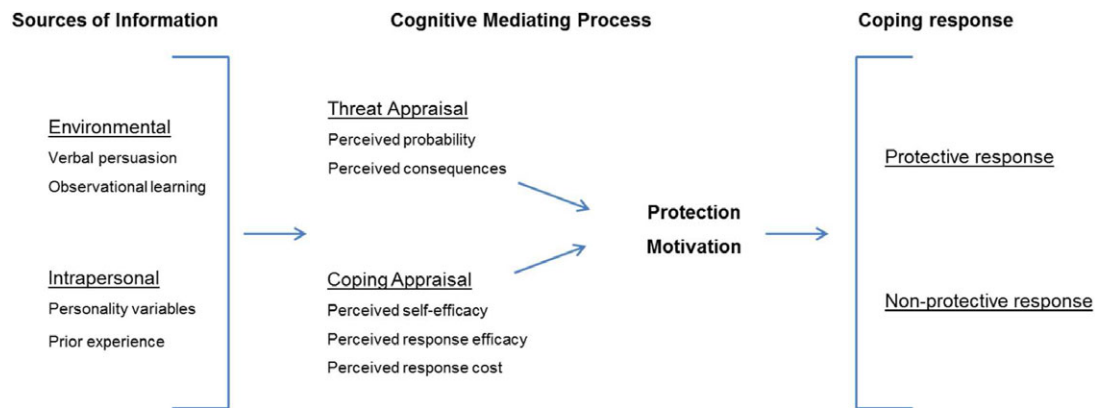 Sources of Information
Cognitive Mediating Process
Coping response
Environmental
Verbal persuasion
Observational learning
Intrapersonal
Personality variables
Prior experience
Threat Appraisal
Perceived probability
Perceived consequences
Coping Appraisal
Perceived self-efficacy
Perceived response efficacy
Perceived response cost
Protection
Motivation
Protective response
Non-protective response